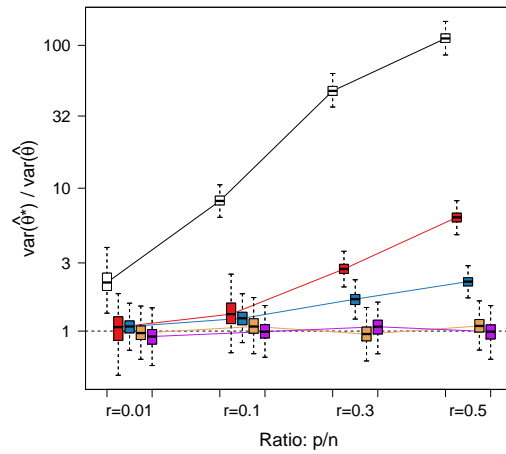 100
32
10
3
1
var(θ̂*) / var(θ̂)
r=0.01 r=0.1 r=0.3 r=0.5
Ratio: p/n